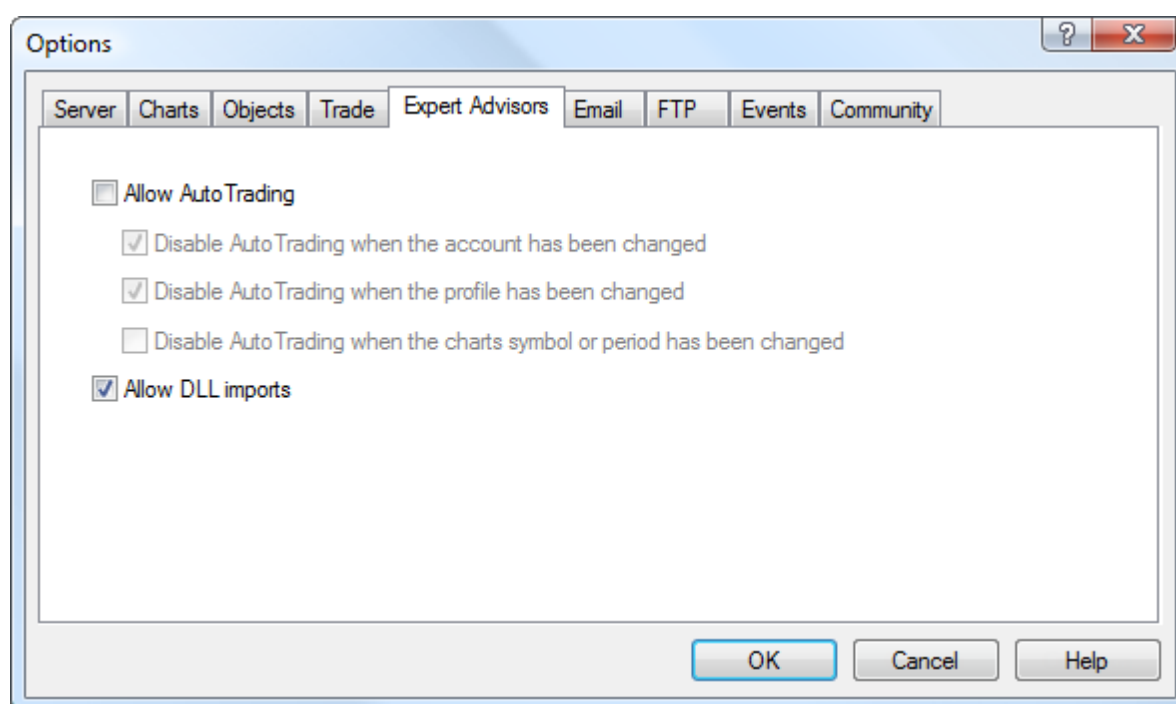 Options
Server Charts Objects Trade Expert Advisors Email FTP Events Community
Allow AutoTrading
Disable AutoTrading when the account has been changed
Disable AutoTrading when the profile has been changed
Disable AutoTrading when the charts symbol or period has been changed
Allow DLL imports
OK Cancel Help